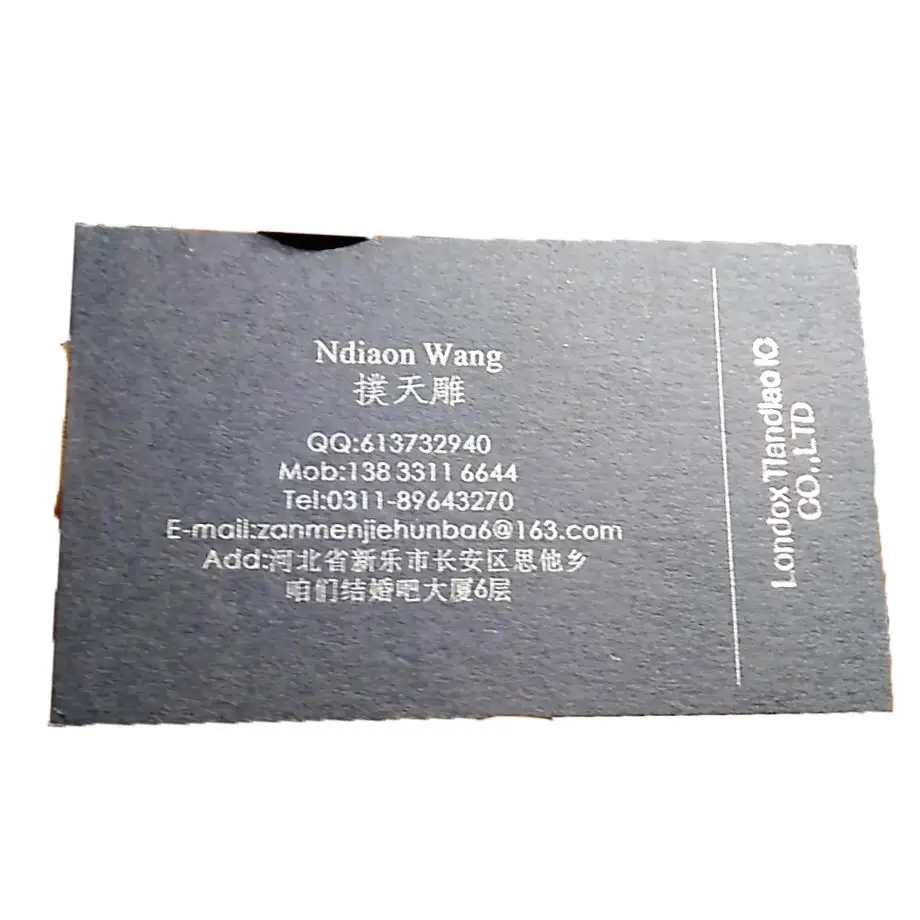 Ndiaon Wang
撲天雕
QQ:613732940
Mob:138 3311 6644
Tel:0311-89643270
E-mail:zanmenjiehunba6@163.com
Add:河北省新乐市长安区思他乡
咱们结婚吧大厦6层
Londox Tiandiao IC
CO.,LTD